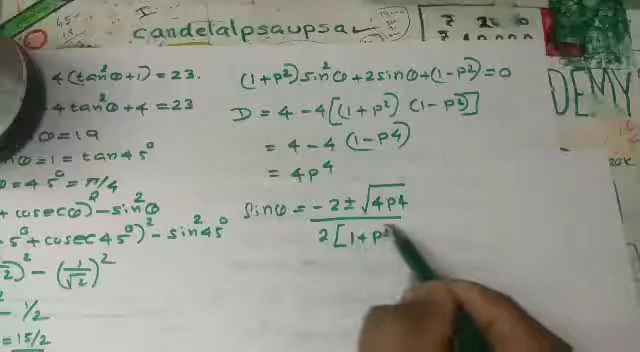 candelalpsaupsa
4(tan²θ+1)=23.
4tan²θ+4=23
θ=19
θ=1=tan45°
θ=45°=π/4
+cosecθ)²-sin²θ
5°+cosec45°)²-sin²45°
2)²-(1/√2)²
-1/2
=15/2
(1+p²)sin²θ+2sinθ+(1-p²)=0
D=4-4[(1+p²)(1-p²)]
=4-4(1-p4)
=4p4
sinθ=-2±√4p4
2[1+p²
DEMY